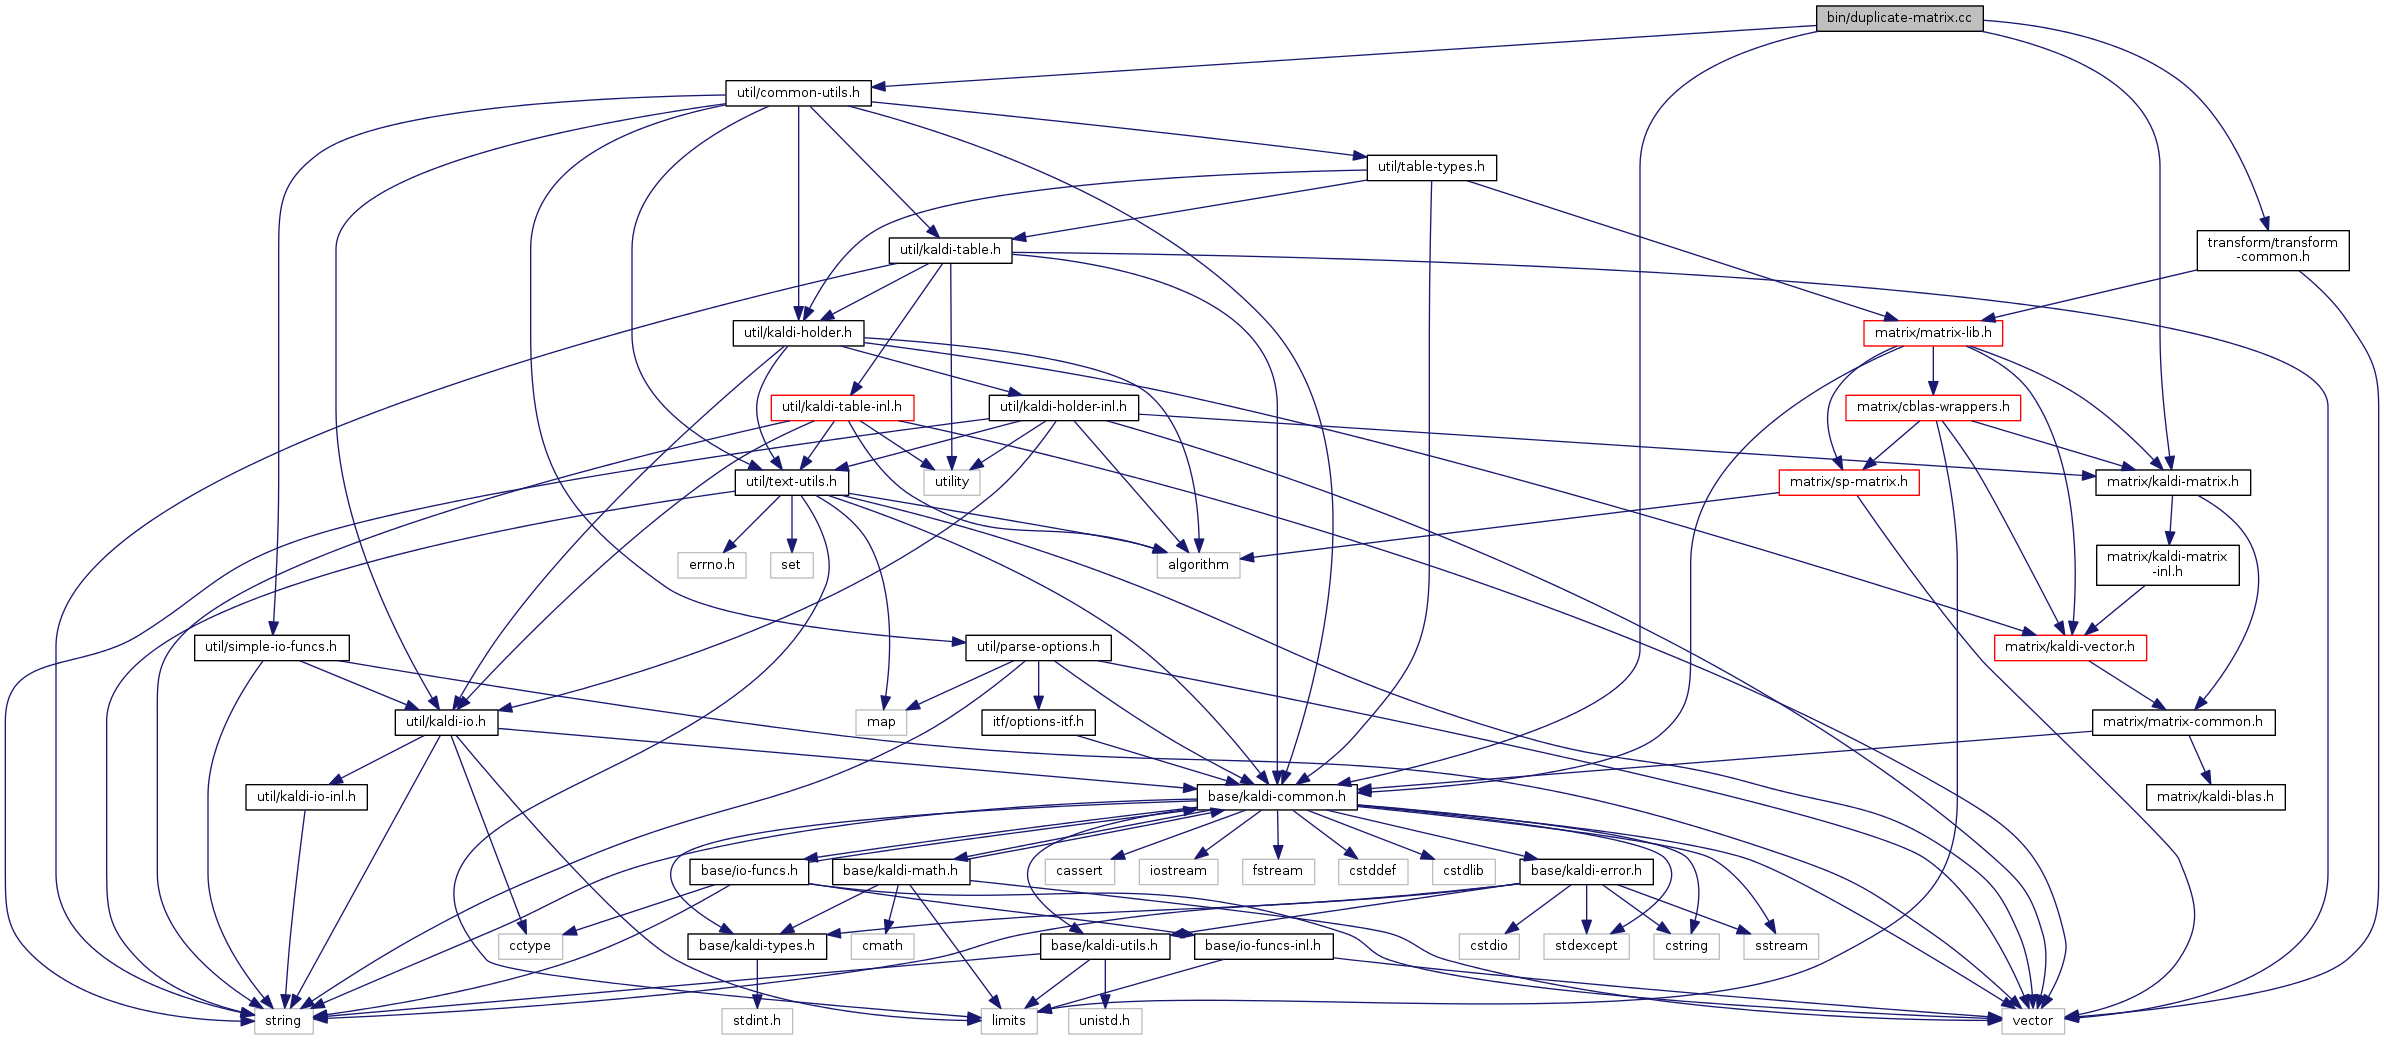 bin/duplicate-matrix.cc
util/common-utils.h
util/table-types.h
util/kaldi-table.h
transform/transform
-common.h
util/kaldi-holder.h
matrix/matrix-lib.h
util/kaldi-table-inl.h
util/kaldi-holder-inl.h
matrix/cblas-wrappers.h
util/text-utils.h
utility
matrix/sp-matrix.h
matrix/kaldi-matrix.h
errno.h
set
algorithm
matrix/kaldi-matrix
-inl.h
util/simple-io-funcs.h
util/parse-options.h
matrix/kaldi-vector.h
util/kaldi-io.h
map
itf/options-itf.h
matrix/matrix-common.h
util/kaldi-io-inl.h
base/kaldi-common.h
matrix/kaldi-blas.h
base/io-funcs.h
base/kaldi-math.h
cassert
iostream
fstream
cstddef
cstdlib
base/kaldi-error.h
cctype
base/kaldi-types.h
cmath
base/kaldi-utils.h
base/io-funcs-inl.h
cstdio
stdexcept
cstring
sstream
string
stdint.h
limits
unistd.h
vector